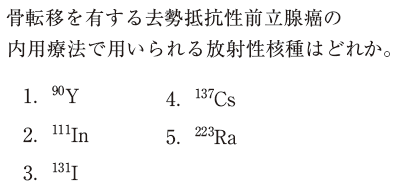 骨転移を有する去勢抵抗性前立腺癌の
内用療法で用いられる放射性核種はどれか。
1. ⁹⁰Y
2. ¹¹¹In
3. ¹³¹I
4. ¹³⁷Cs
5. ²²³Ra